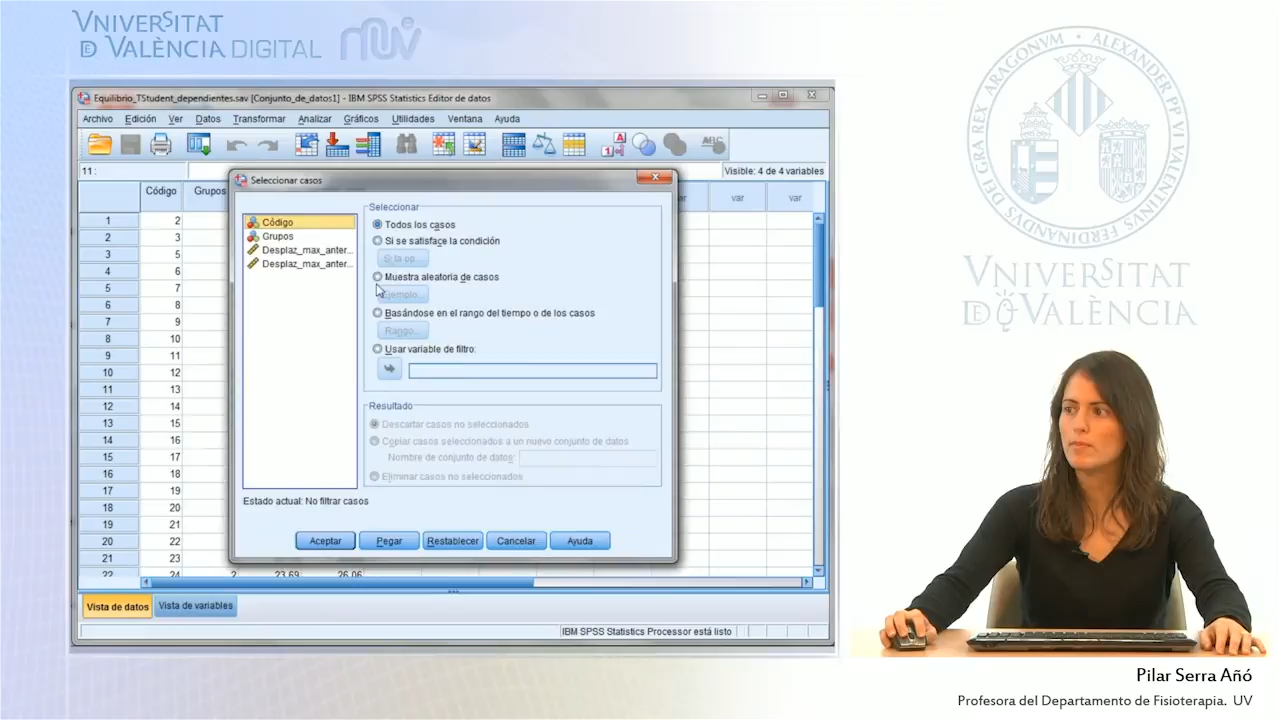 VNIVERSITAT
DE VALÈNCIA DIGITAL
Equilibrio_TStudent_dependientes.sav [Conjunto_de_datos1] - IBM SPSS Statistics Editor de datos
Archivo Edición Ver Datos Transformar Analizar Gráficos Utilidades Ventana Ayuda
11 :
Visible: 4 de 4 variables
Código Grupos var var
1 2
2 3
3 5
4 6
5 7
6 8
7 9
8 10
9 11
10 12
11 13
12 14
13 15
14 16
15 17
16 18
17 19
18 20
19 21
20 22
21 23
22 24 2 23,69 26,06
Seleccionar casos
Código
Grupos
Desplaz_max_anter...
Desplaz_max_anter...
Seleccionar
Todos los casos
Si se satisface la condición
Si la op...
Muestra aleatoria de casos
Ejemplo...
Basándose en el rango del tiempo o de los casos
Rango...
Usar variable de filtro:
Resultado
Descartar casos no seleccionados
Copiar casos seleccionados a un nuevo conjunto de datos
Nombre de conjunto de datos:
Eliminar casos no seleccionados
Estado actual: No filtrar casos
Aceptar Pegar Restablecer Cancelar Ayuda
Vista de datos Vista de variables
IBM SPSS Statistics Processor está listo
VNIVERSITAT
DE VALÈNCIA
Pilar Serra Añó
Profesora del Departamento de Fisioterapia. UV